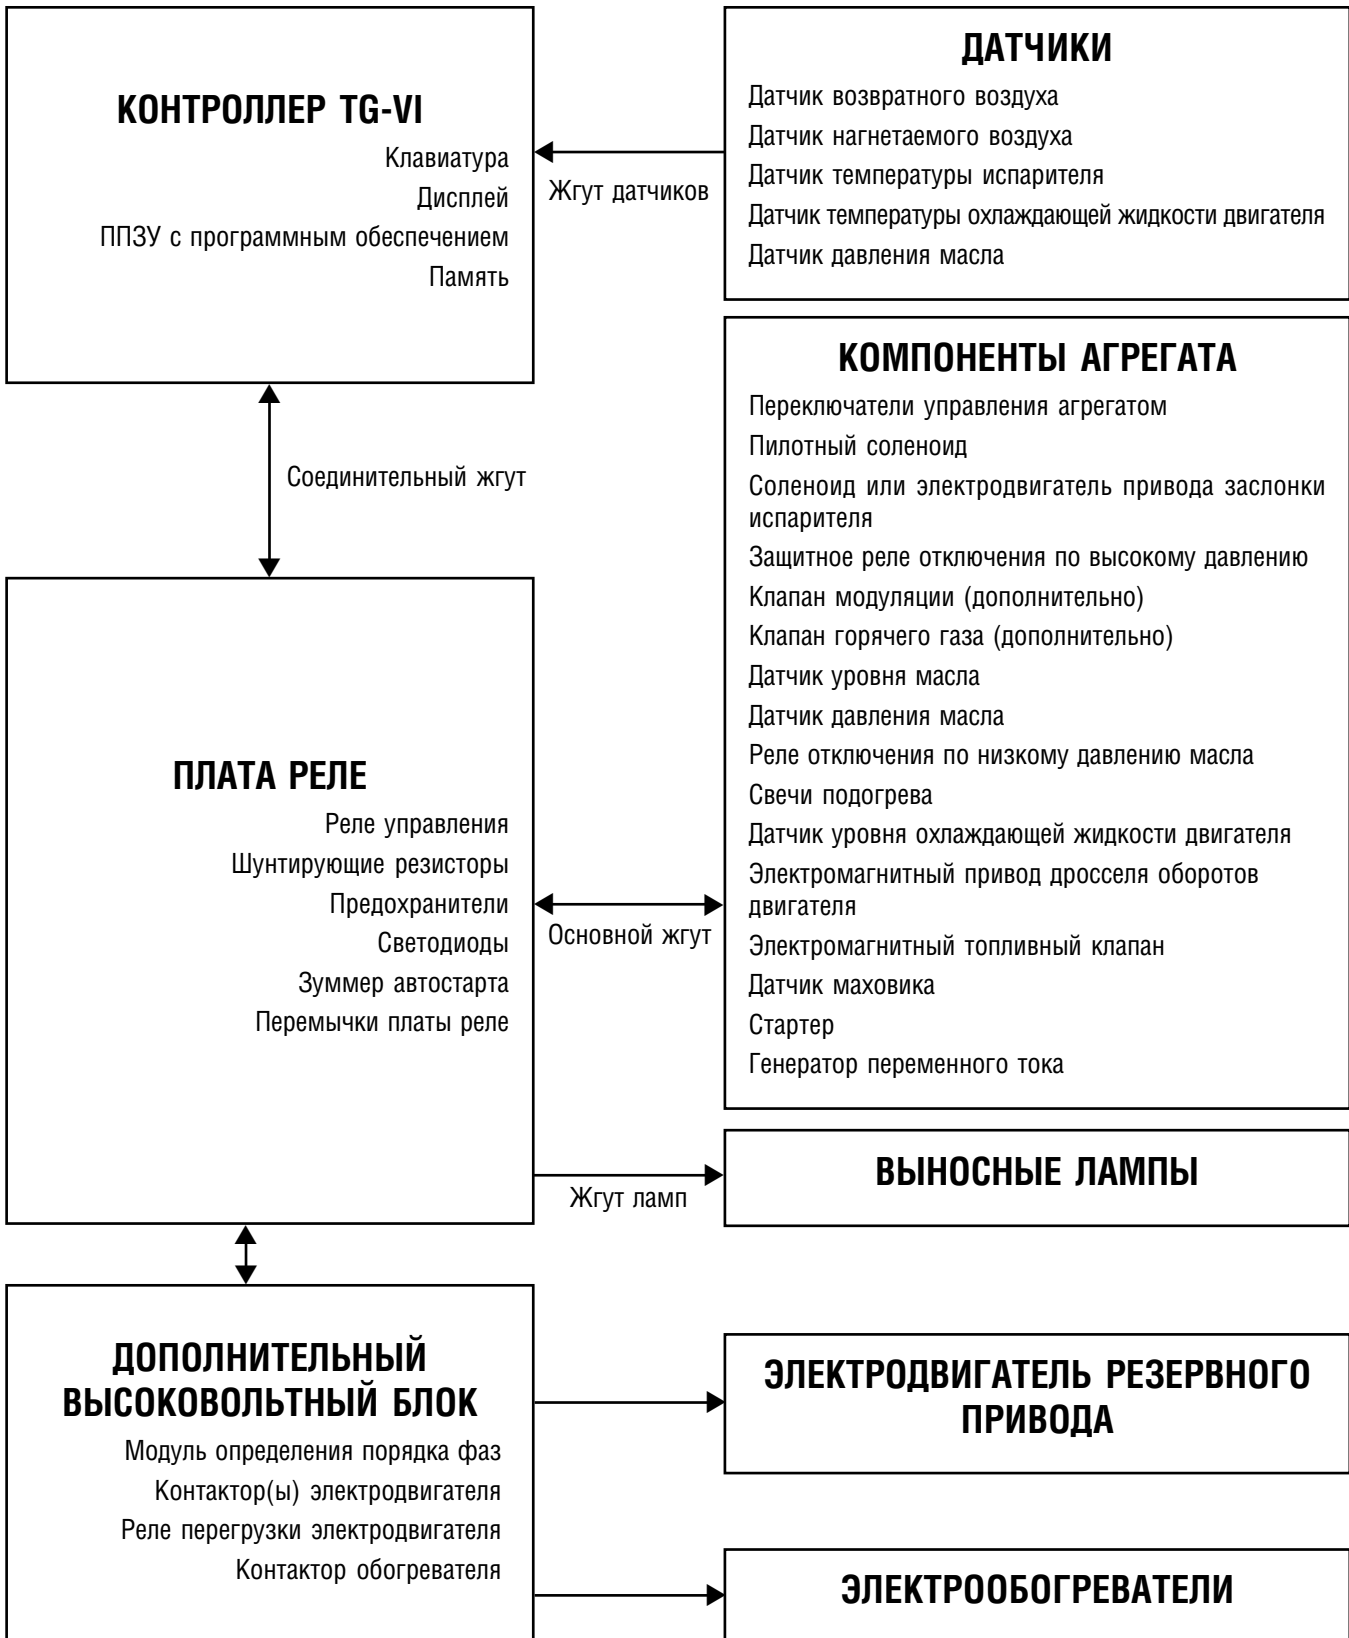 КОНТРОЛЛЕР TG-VI
Клавиатура
Дисплей
ППЗУ с программным обеспечением
Память
Жгут датчиков
ДАТЧИКИ
Датчик возвратного воздуха
Датчик нагнетаемого воздуха
Датчик температуры испарителя
Датчик температуры охлаждающей жидкости двигателя
Датчик давления масла
Соединительный жгут
КОМПОНЕНТЫ АГРЕГАТА
Переключатели управления агрегатом
Пилотный соленоид
Соленоид или электродвигатель привода заслонки
испарителя
Защитное реле отключения по высокому давлению
Клапан модуляции (дополнительно)
Клапан горячего газа (дополнительно)
Датчик уровня масла
Датчик давления масла
Реле отключения по низкому давлению масла
Свечи подогрева
Датчик уровня охлаждающей жидкости двигателя
Электромагнитный привод дросселя оборотов
двигателя
Электромагнитный топливный клапан
Датчик маховика
Стартер
Генератор переменного тока
ПЛАТА РЕЛЕ
Реле управления
Шунтирующие резисторы
Предохранители
Светодиоды
Зуммер автостарта
Перемычки платы реле
Основной жгут
Жгут ламп
ВЫНОСНЫЕ ЛАМПЫ
ДОПОЛНИТЕЛЬНЫЙ
ВЫСОКОВОЛЬТНЫЙ БЛОК
Модуль определения порядка фаз
Контактор(ы) электродвигателя
Реле перегрузки электродвигателя
Контактор обогревателя
ЭЛЕКТРОДВИГАТЕЛЬ РЕЗЕРВНОГО
ПРИВОДА
ЭЛЕКТРООБОГРЕВАТЕЛИ